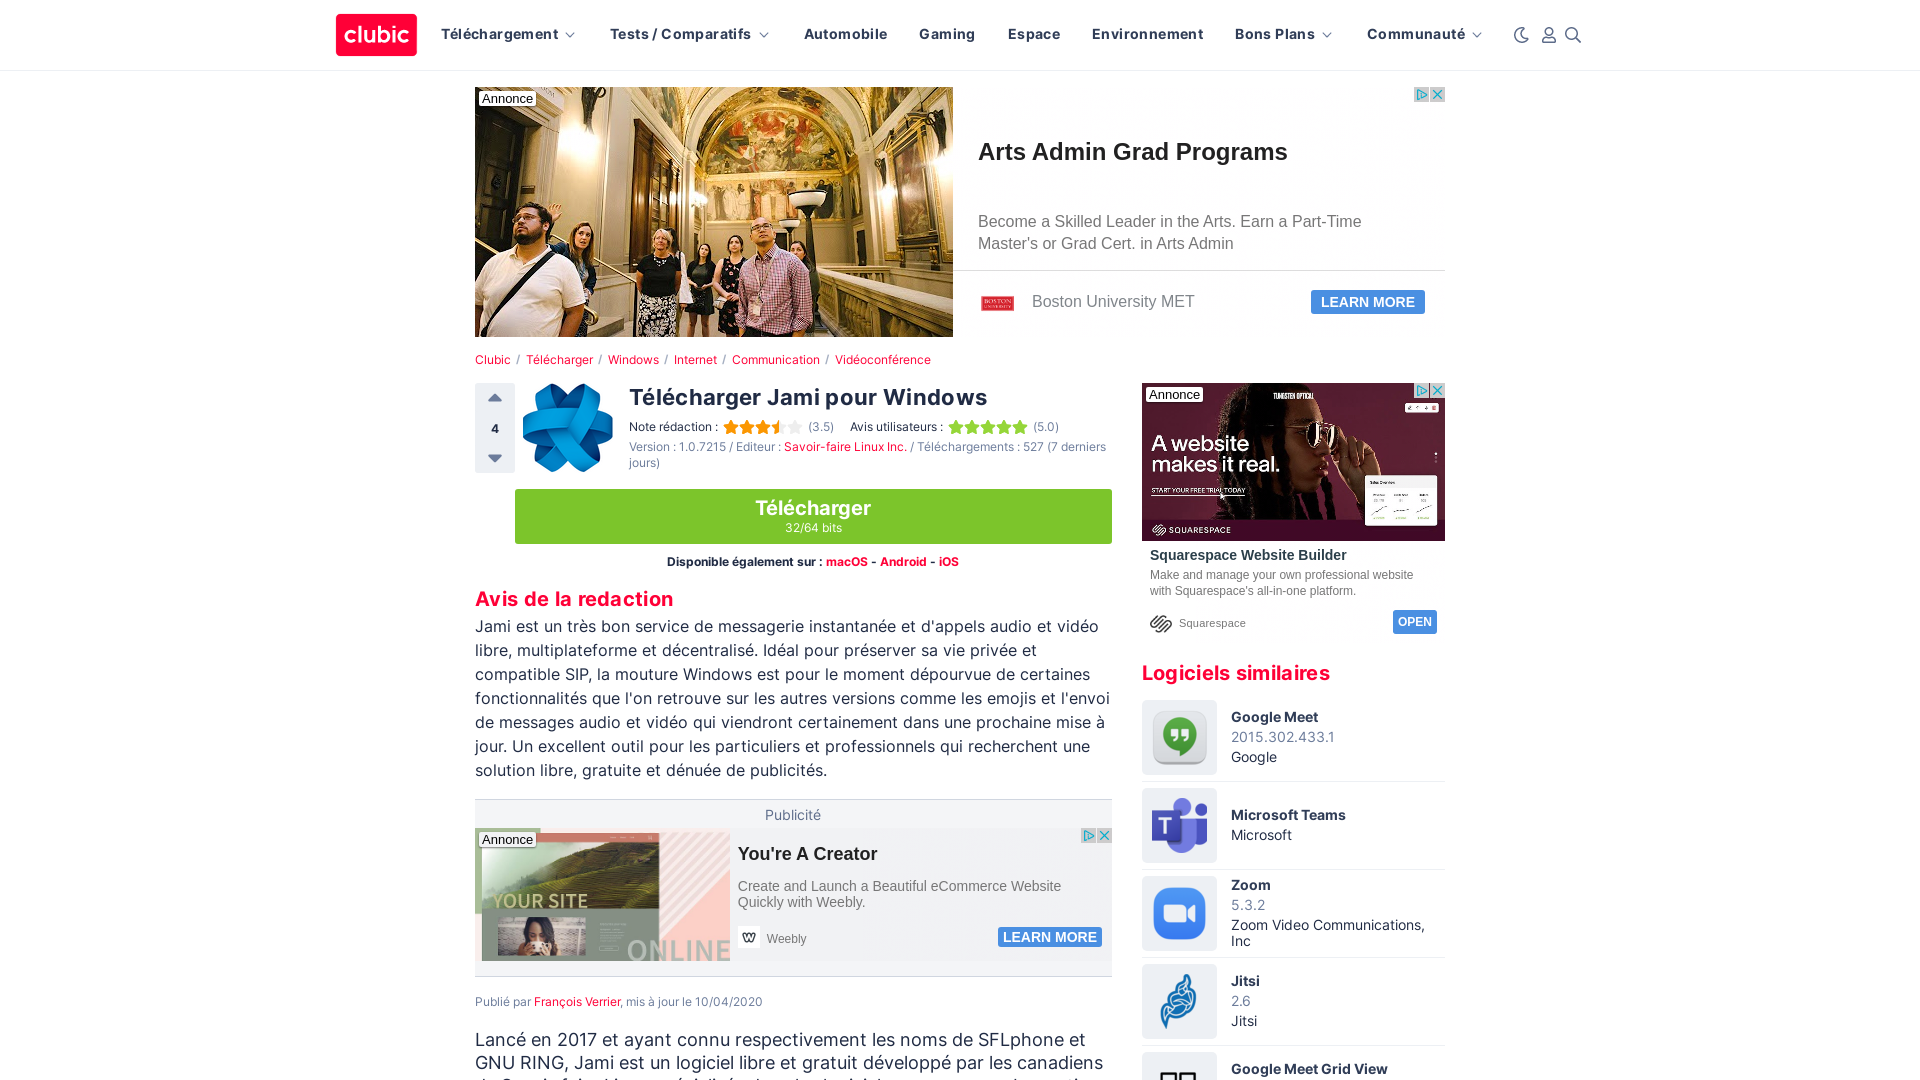 clubic
Téléchargement
Tests / Comparatifs
Automobile
Gaming
Espace
Environnement
Bons Plans
Communauté
Annonce
Arts Admin Grad Programs
Become a Skilled Leader in the Arts. Earn a Part-Time
Master's or Grad Cert. in Arts Admin
BOSTON
UNIVERSITY
Boston University MET
LEARN MORE
Clubic / Télécharger / Windows / Internet / Communication / Vidéoconférence
4
Télécharger Jami pour Windows
Note rédaction : (3.5) Avis utilisateurs : (5.0)
Version : 1.0.7215 / Editeur : Savoir-faire Linux Inc. / Téléchargements : 527 (7 derniers
jours)
Télécharger
32/64 bits
Disponible également sur : macOS - Android - iOS
Avis de la redaction
Jami est un très bon service de messagerie instantanée et d'appels audio et vidéo
libre, multiplateforme et décentralisé. Idéal pour préserver sa vie privée et
compatible SIP, la mouture Windows est pour le moment dépourvue de certaines
fonctionnalités que l'on retrouve sur les autres versions comme les emojis et l'envoi
de messages audio et vidéo qui viendront certainement dans une prochaine mise à
jour. Un excellent outil pour les particuliers et professionnels qui recherchent une
solution libre, gratuite et dénuée de publicités.
Publicité
Annonce
YOUR SITE
ONLINE
You're A Creator
Create and Launch a Beautiful eCommerce Website
Quickly with Weebly.
Weebly
LEARN MORE
Publié par François Verrier, mis à jour le 10/04/2020
Lancé en 2017 et ayant connu respectivement les noms de SFLphone et
GNU RING, Jami est un logiciel libre et gratuit développé par les canadiens
Annonce
TUNGSTEN OPTICAL
A website
makes it real.
START YOUR FREE TRIAL TODAY
SQUARESPACE
Squarespace Website Builder
Make and manage your own professional website
with Squarespace's all-in-one platform.
Squarespace
OPEN
Logiciels similaires
Google Meet
2015.302.433.1
Google
Microsoft Teams
Microsoft
Zoom
5.3.2
Zoom Video Communications,
Inc
Jitsi
2.6
Jitsi
Google Meet Grid View